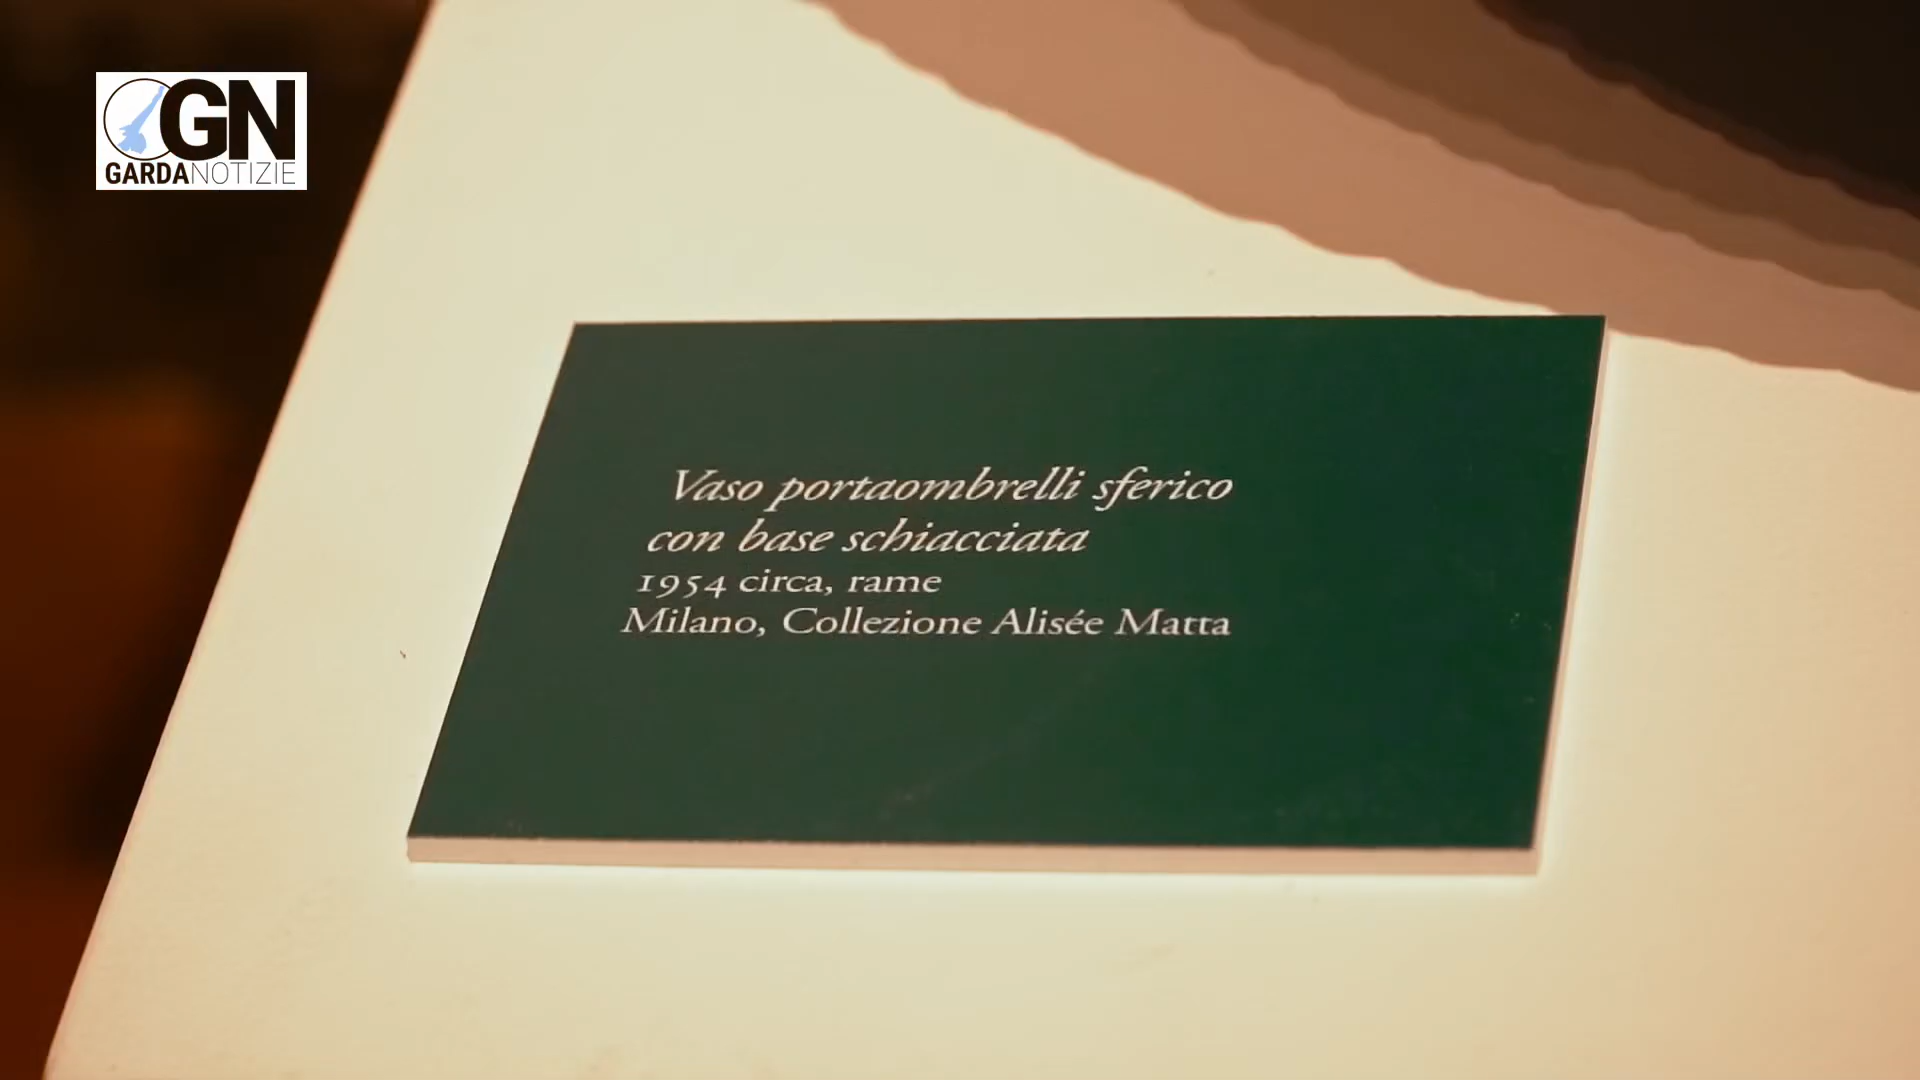 GN
GARDANOTIZIE
Vaso portaombrelli sferico
con base schiacciata
1954 circa, rame
Milano, Collezione Alisée Matta